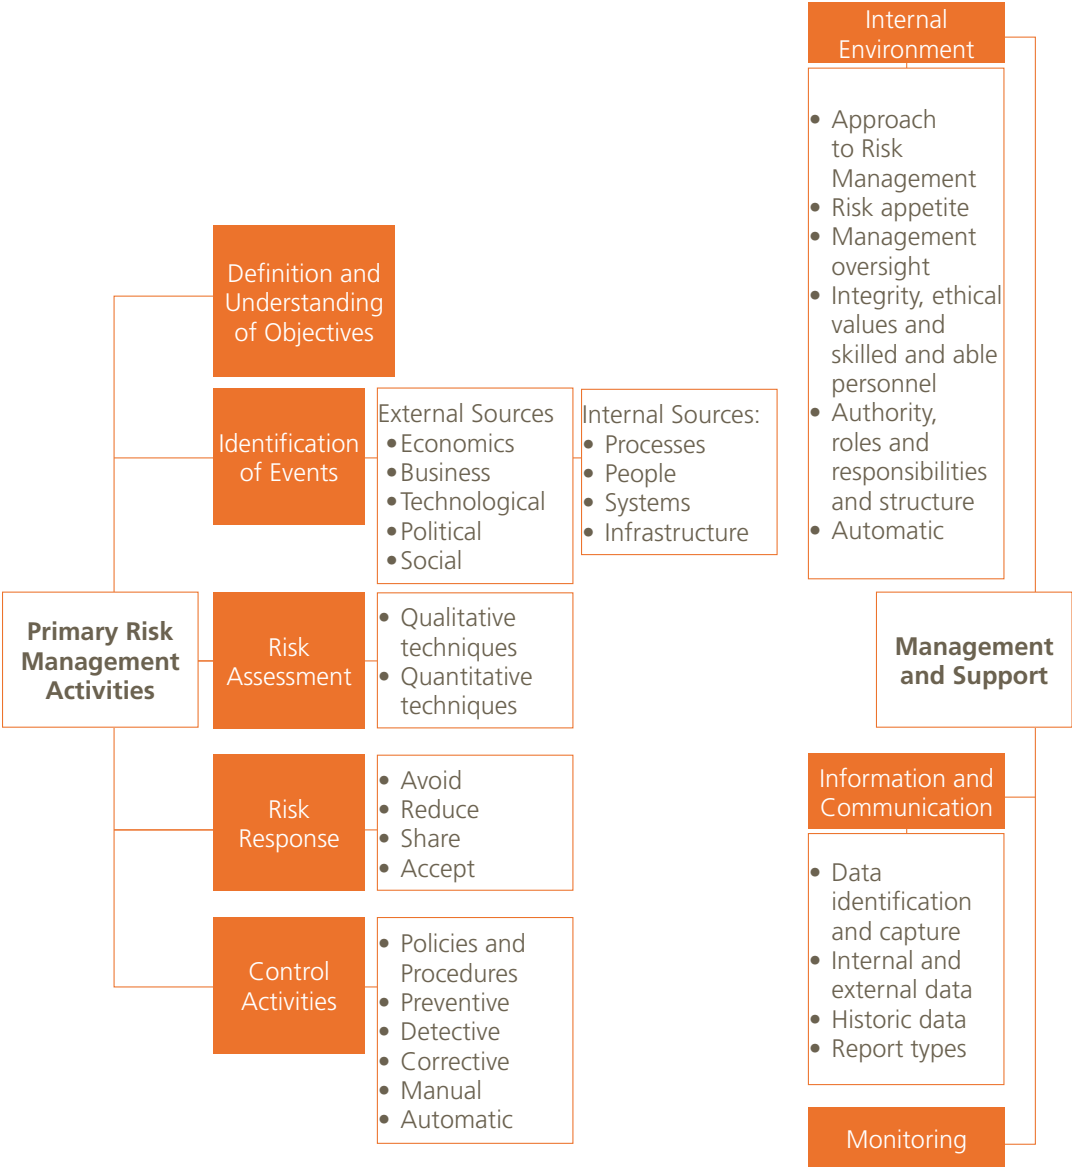 Primary Risk
Management
Activities
Definition and
Understanding
of Objectives
Identification
of Events
External Sources
• Economics
• Business
• Technological
• Political
• Social
Internal Sources:
• Processes
• People
• Systems
• Infrastructure
Risk
Assessment
• Qualitative
techniques
• Quantitative
techniques
Risk
Response
• Avoid
• Reduce
• Share
• Accept
Control
Activities
• Policies and
Procedures
• Preventive
• Detective
• Corrective
• Manual
• Automatic
Management
and Support
Internal
Environment
• Approach
to Risk
Management
• Risk appetite
• Management
oversight
• Integrity, ethical
values and
skilled and able
personnel
• Authority,
roles and
responsibilities
and structure
• Automatic
Information and
Communication
• Data
identification
and capture
• Internal and
external data
• Historic data
• Report types
Monitoring